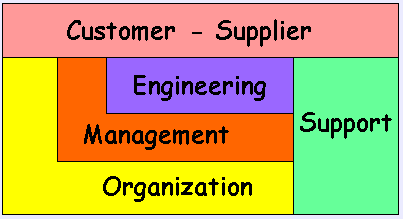 Customer - Supplier
Engineering
Support
Management
Organization